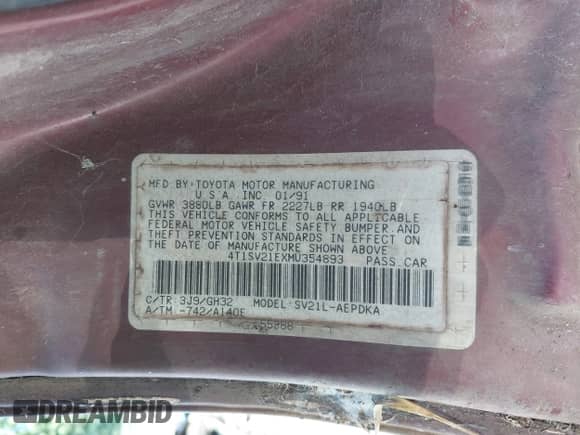 MFD BY: TOYOTA MOTOR MANUFACTURING
U S A. INC. 01/91
GVWR 3880LB GAWR FR 2227LB RR 1940LB
THIS VEHICLE CONFORMS TO ALL APPLICABLE
FEDERAL MOTOR VEHICLE SAFETY BUMPER AND
THEFT PREVENTION STANDARDS IN EFFECT ON
THE DATE OF MANUFACTURE SHOWN ABOVE.
4T1SV21EXMU354893 PASS CAR
C/TR 3J9/GH32 MODEL SV21L-AEPDKA
A/TM -742/A140E
DREAMBID